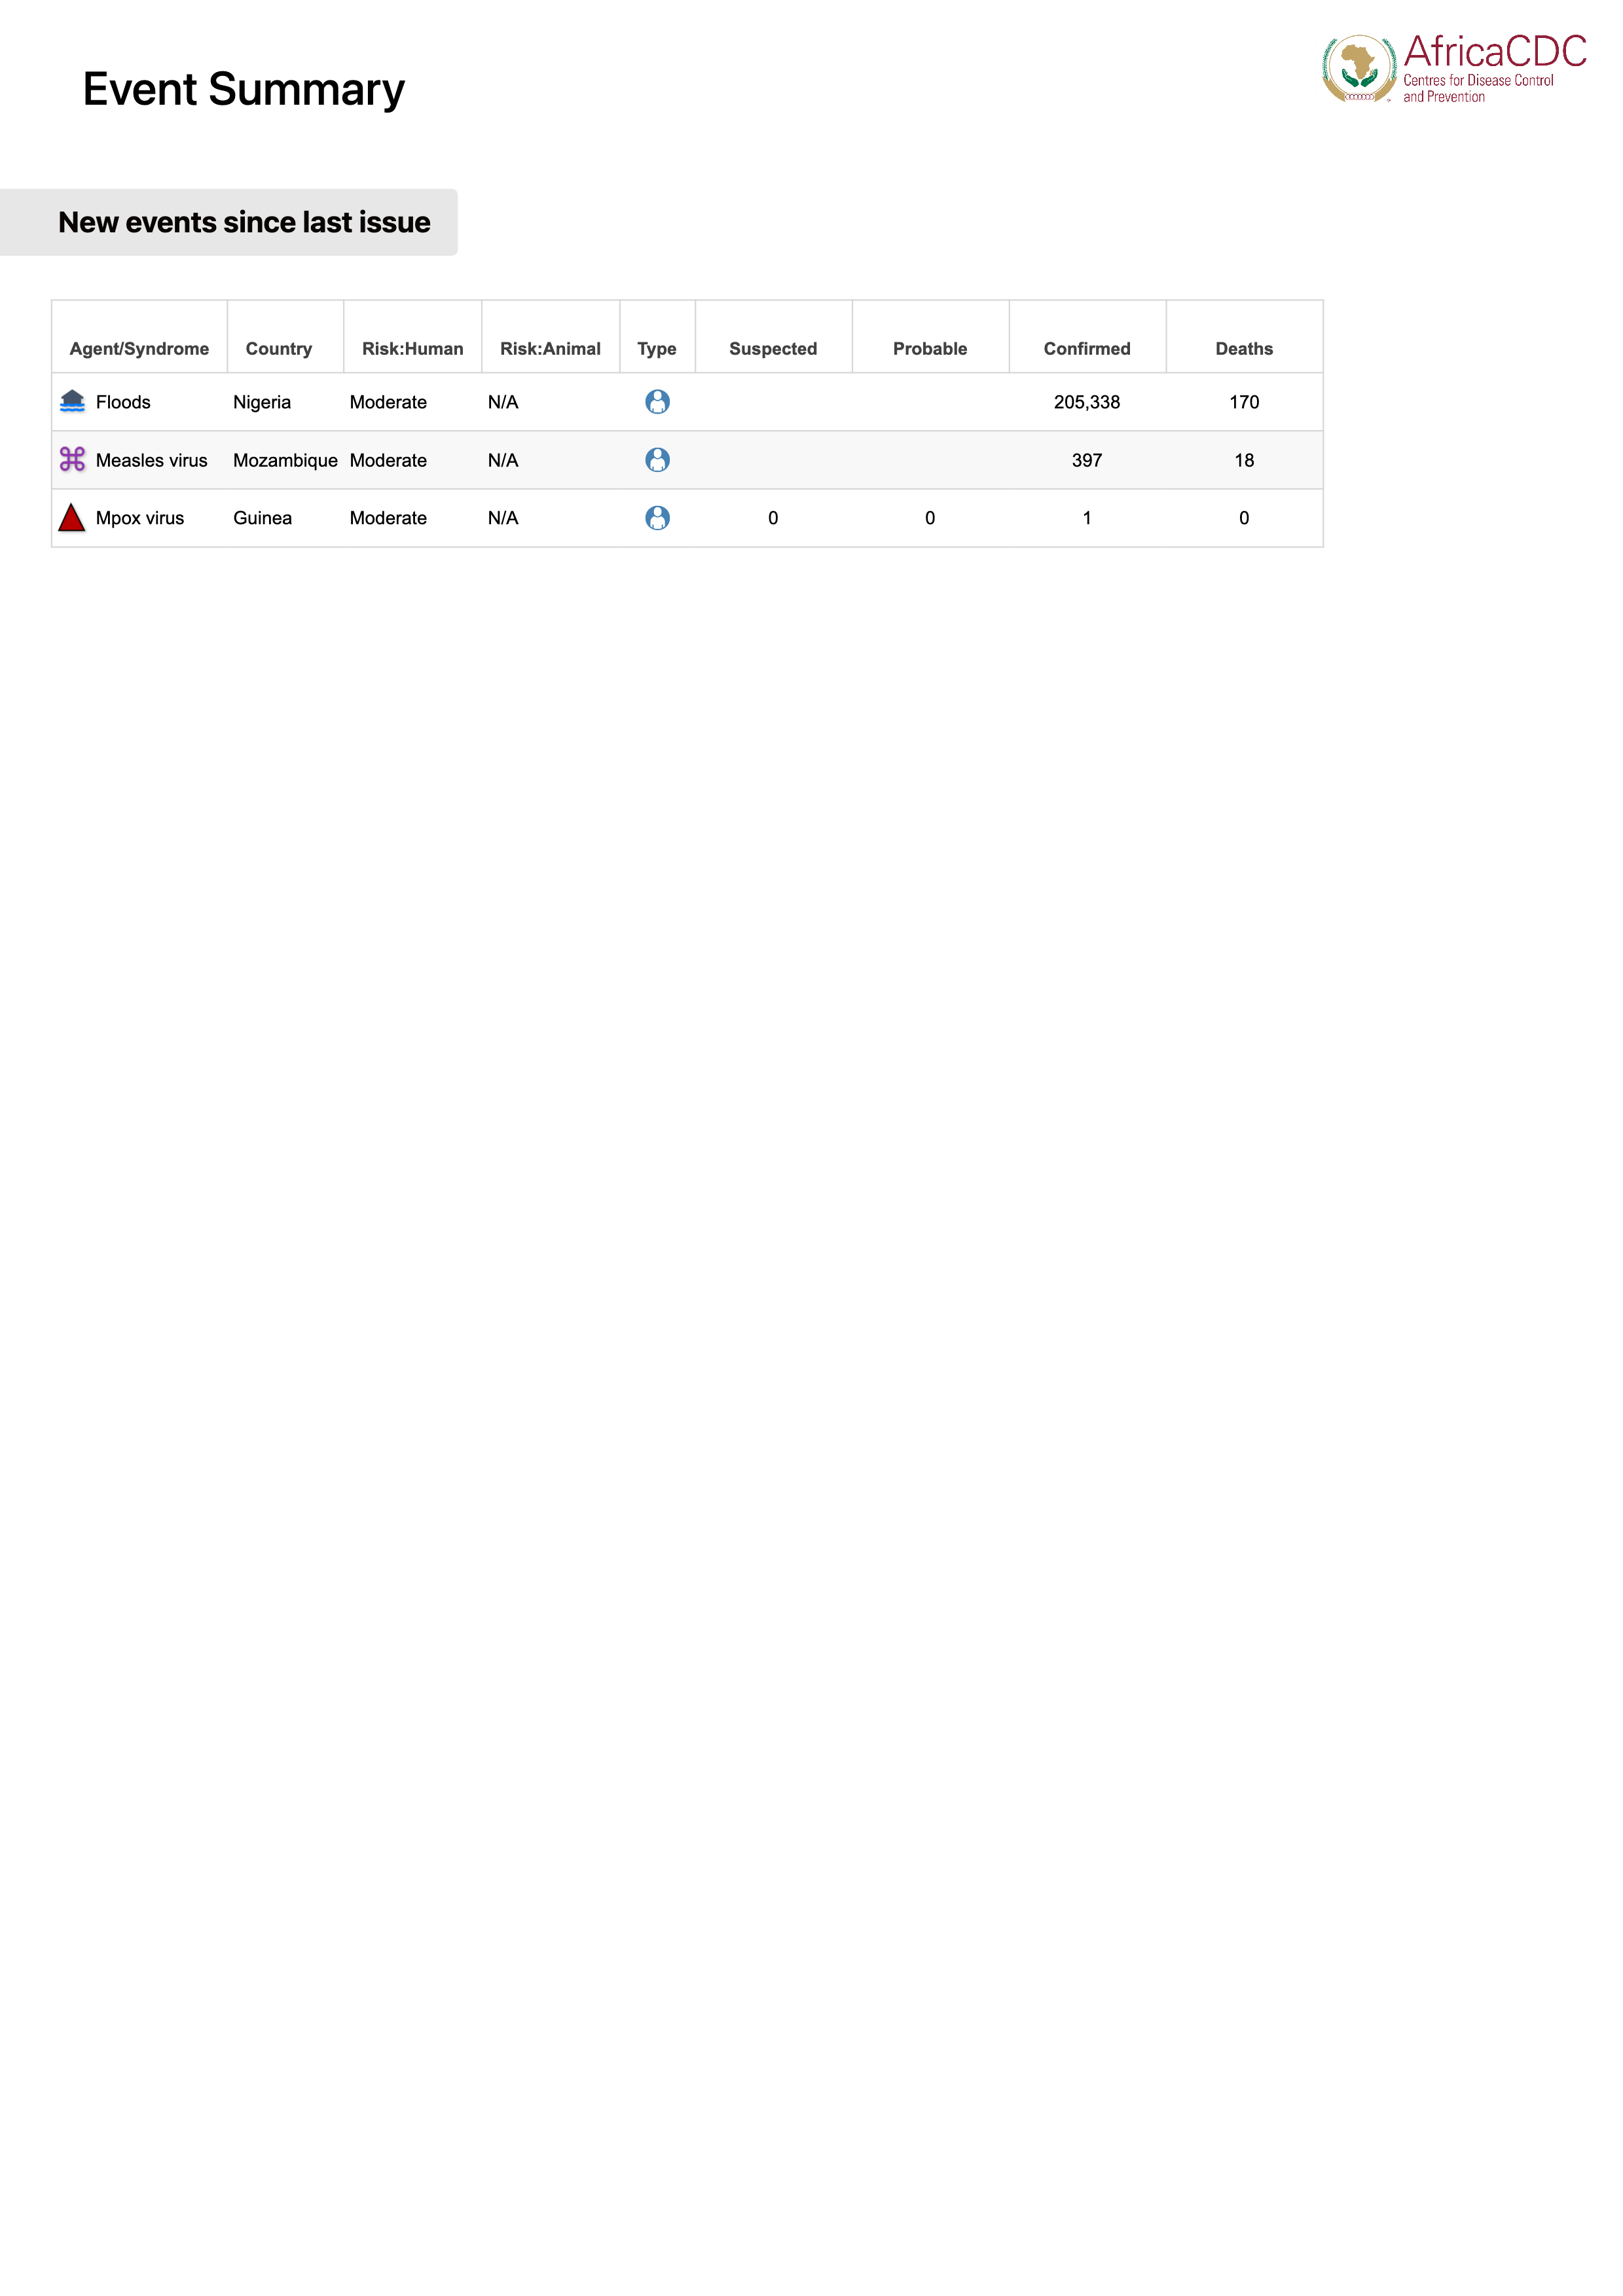 Event Summary
AfricaCDC
Centres for Disease Control
and Prevention
New events since last issue
Agent/Syndrome Country Risk:Human Risk:Animal Type Suspected Probable Confirmed Deaths
Floods Nigeria Moderate N/A 205,338 170
Measles virus Mozambique Moderate N/A 397 18
Mpox virus Guinea Moderate N/A 0 0 1 0